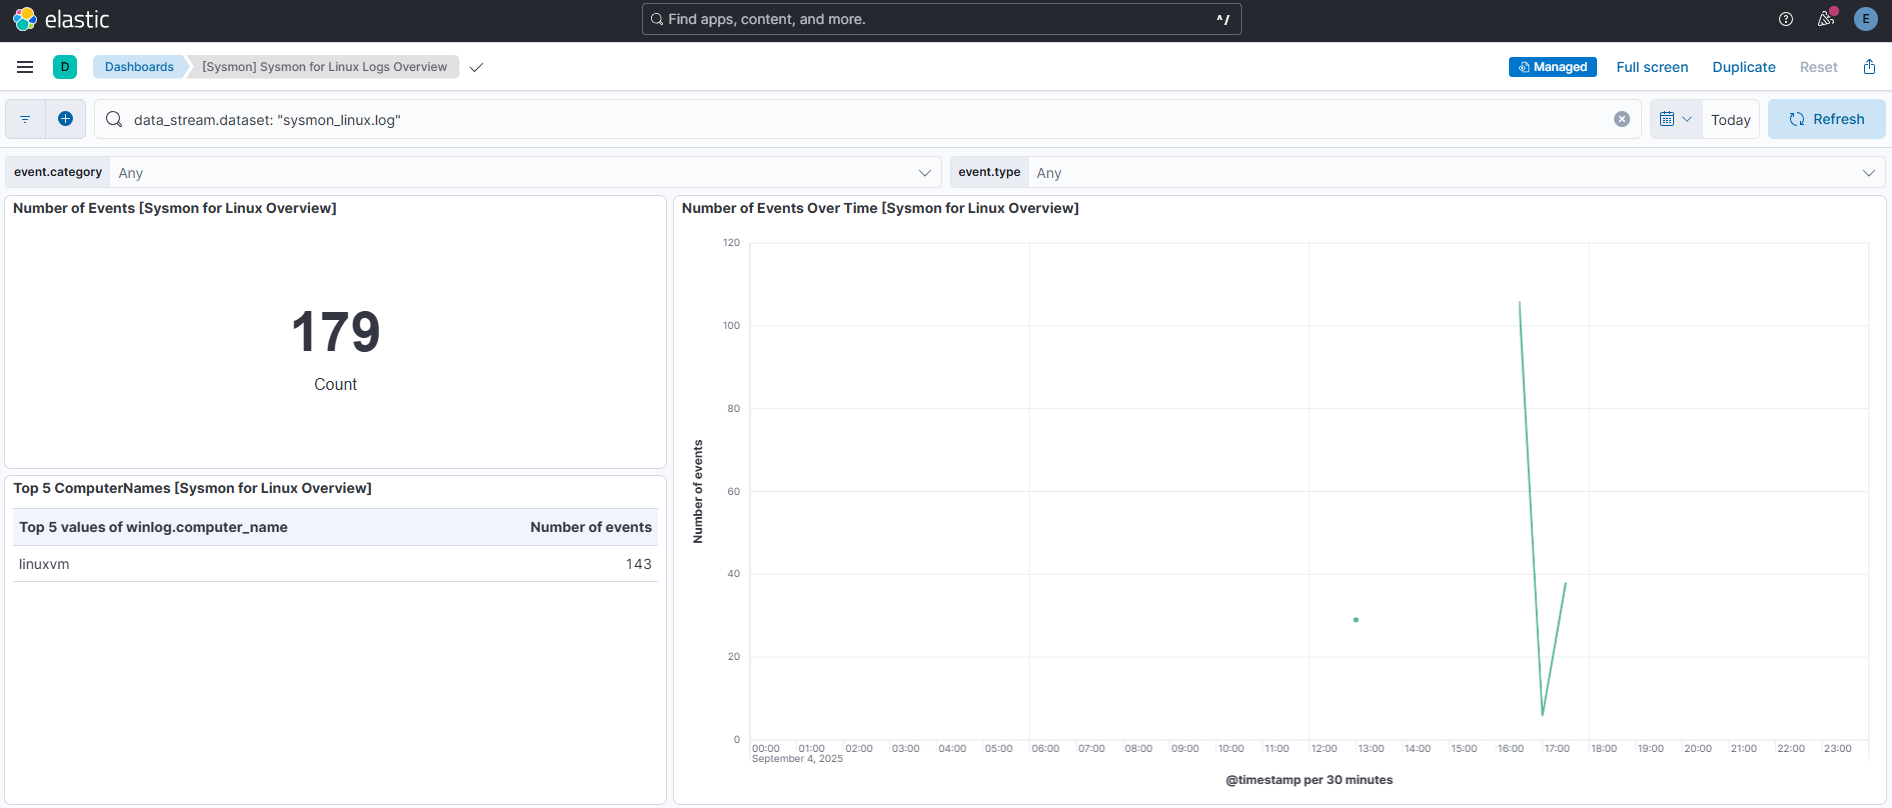 elastic
Find apps, content, and more.
^/
E
D
Dashboards
[Sysmon] Sysmon for Linux Logs Overview
Managed
Full screen
Duplicate
Reset
data_stream.dataset: "sysmon_linux.log"
Today
Refresh
event.category
Any
event.type
Any
Number of Events [Sysmon for Linux Overview]
179
Count
Top 5 ComputerNames [Sysmon for Linux Overview]
Top 5 values of winlog.computer_name Number of events
linuxvm 143
Number of Events Over Time [Sysmon for Linux Overview]
Number of events
120
100
80
60
40
20
0
00:00 01:00 02:00 03:00 04:00 05:00 06:00 07:00 08:00 09:00 10:00 11:00 12:00 13:00 14:00 15:00 16:00 17:00 18:00 19:00 20:00 21:00 22:00 23:00
September 4, 2025
@timestamp per 30 minutes